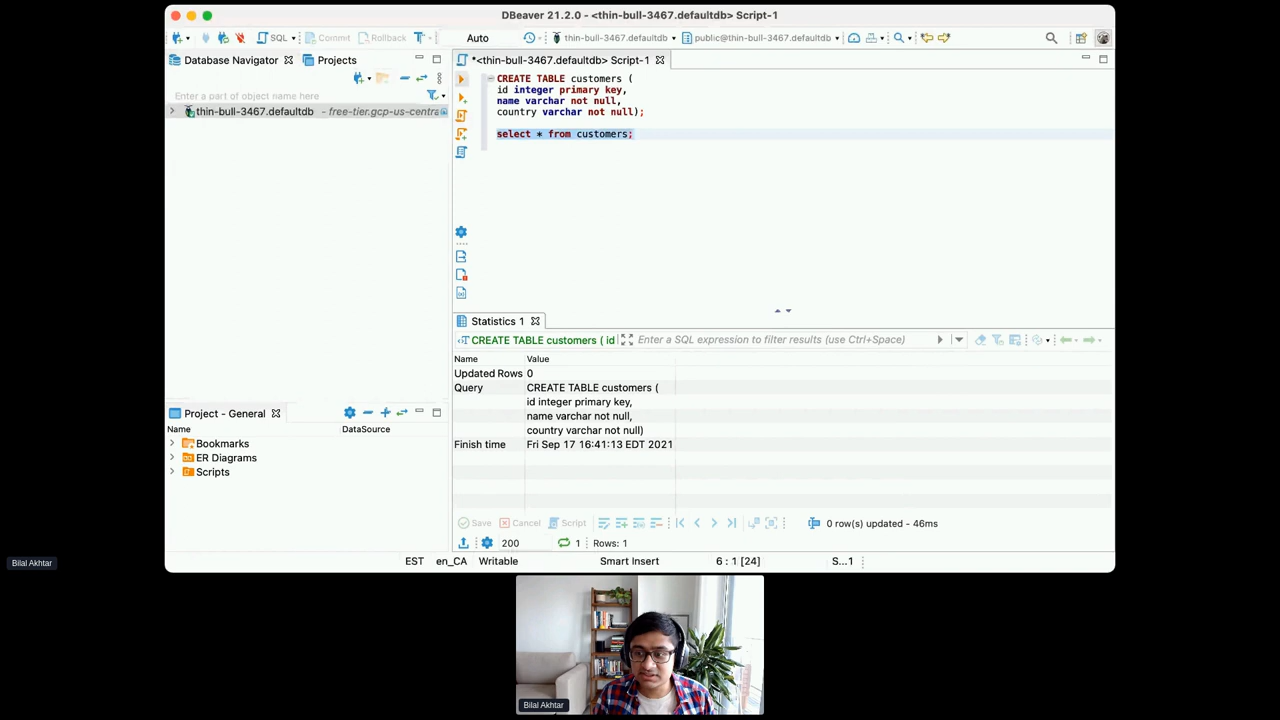 DBeaver 21.2.0 - <thin-bull-3467.defaultdb> Script-1
SQL
Commit
Rollback
Auto
thin-bull-3467.defaultdb
public@thin-bull-3467.defaultdb
Database Navigator
Projects
Enter a part of object name here
thin-bull-3467.defaultdb - free-tier.gcp-us-centra
*<thin-bull-3467.defaultdb> Script-1
CREATE TABLE customers (
id integer primary key,
name varchar not null,
country varchar not null);
select * from customers;
Project - General
Name DataSource
Bookmarks
ER Diagrams
Scripts
Statistics 1
CREATE TABLE customers ( id
Enter a SQL expression to filter results (use Ctrl+Space)
Name Value
Updated Rows 0
Query CREATE TABLE customers (
id integer primary key,
name varchar not null,
country varchar not null)
Finish time Fri Sep 17 16:41:13 EDT 2021
Save Cancel Script
0 row(s) updated - 46ms
200
1
Rows: 1
EST en_CA Writable Smart Insert 6 : 1 [24] S...1
Bilal Akhtar
Bilal Akhtar